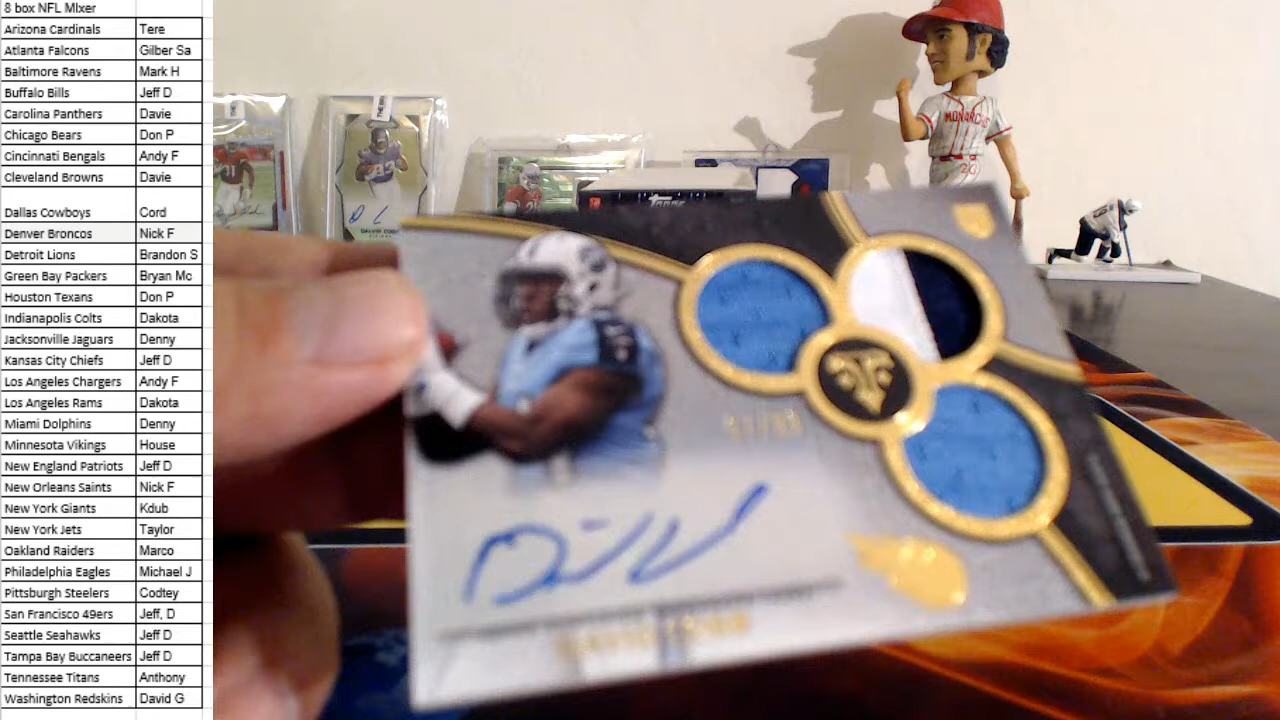 8 box NFL MIxer
Arizona Cardinals Tere
Atlanta Falcons Gilber Sa
Baltimore Ravens Mark H
Buffalo Bills Jeff D
Carolina Panthers Davie
Chicago Bears Don P
Cincinnati Bengals Andy F
Cleveland Browns Davie
Dallas Cowboys Cord
Denver Broncos Nick F
Detroit Lions Brandon S
Green Bay Packers Bryan Mc
Houston Texans Don P
Indianapolis Colts Dakota
Jacksonville Jaguars Denny
Kansas City Chiefs Jeff D
Los Angeles Chargers Andy F
Los Angeles Rams Dakota
Miami Dolphins Denny
Minnesota Vikings House
New England Patriots Jeff D
New Orleans Saints Nick F
New York Giants Kdub
New York Jets Taylor
Oakland Raiders Marco
Philadelphia Eagles Michael J
Pittsburgh Steelers Codtey
San Francisco 49ers Jeff, D
Seattle Seahawks Jeff D
Tampa Bay Buccaneers Jeff D
Tennessee Titans Anthony
Washington Redskins David G
MONARCHS
20
Topps